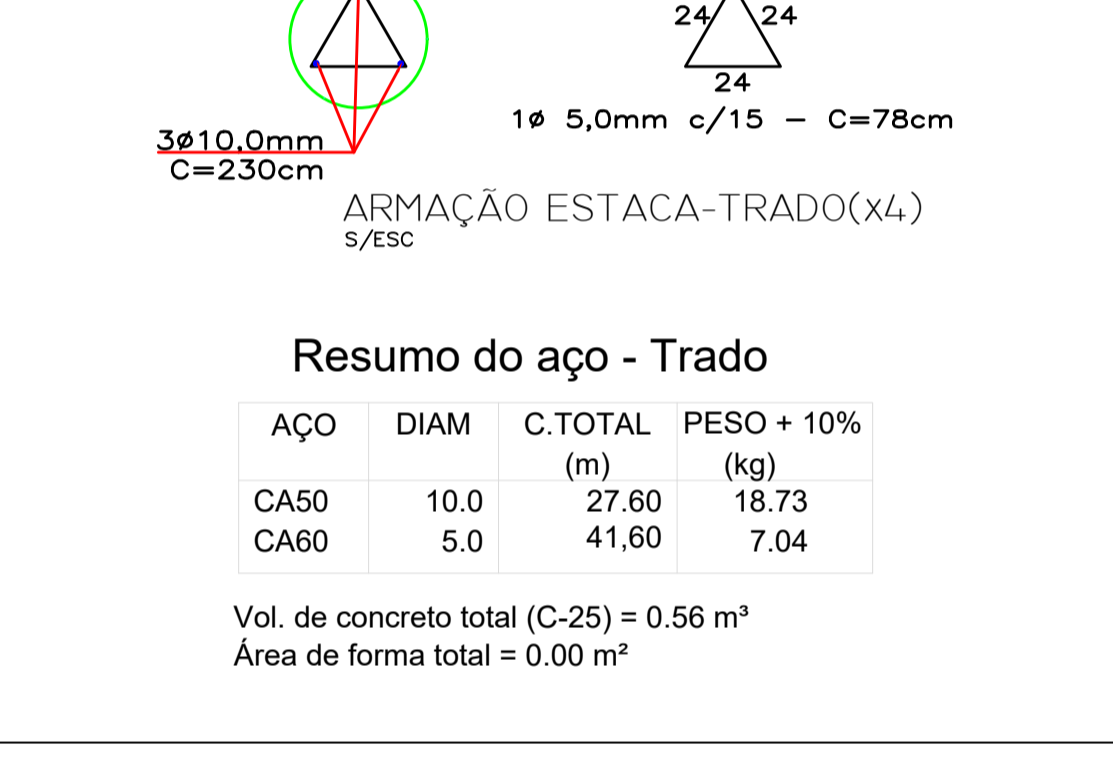 24 24
24
1ø 5,0mm c/15 – C=78cm
3ø10,0mm
C=230cm
ARMAÇÃO ESTACA-TRADO(X4)
S/ESC
Resumo do aço - Trado
AÇO DIAM C.TOTAL PESO + 10%
(m) (kg)
CA50 10.0 27.60 18.73
CA60 5.0 41,60 7.04
Vol. de concreto total (C-25) = 0.56 m³
Área de forma total = 0.00 m²